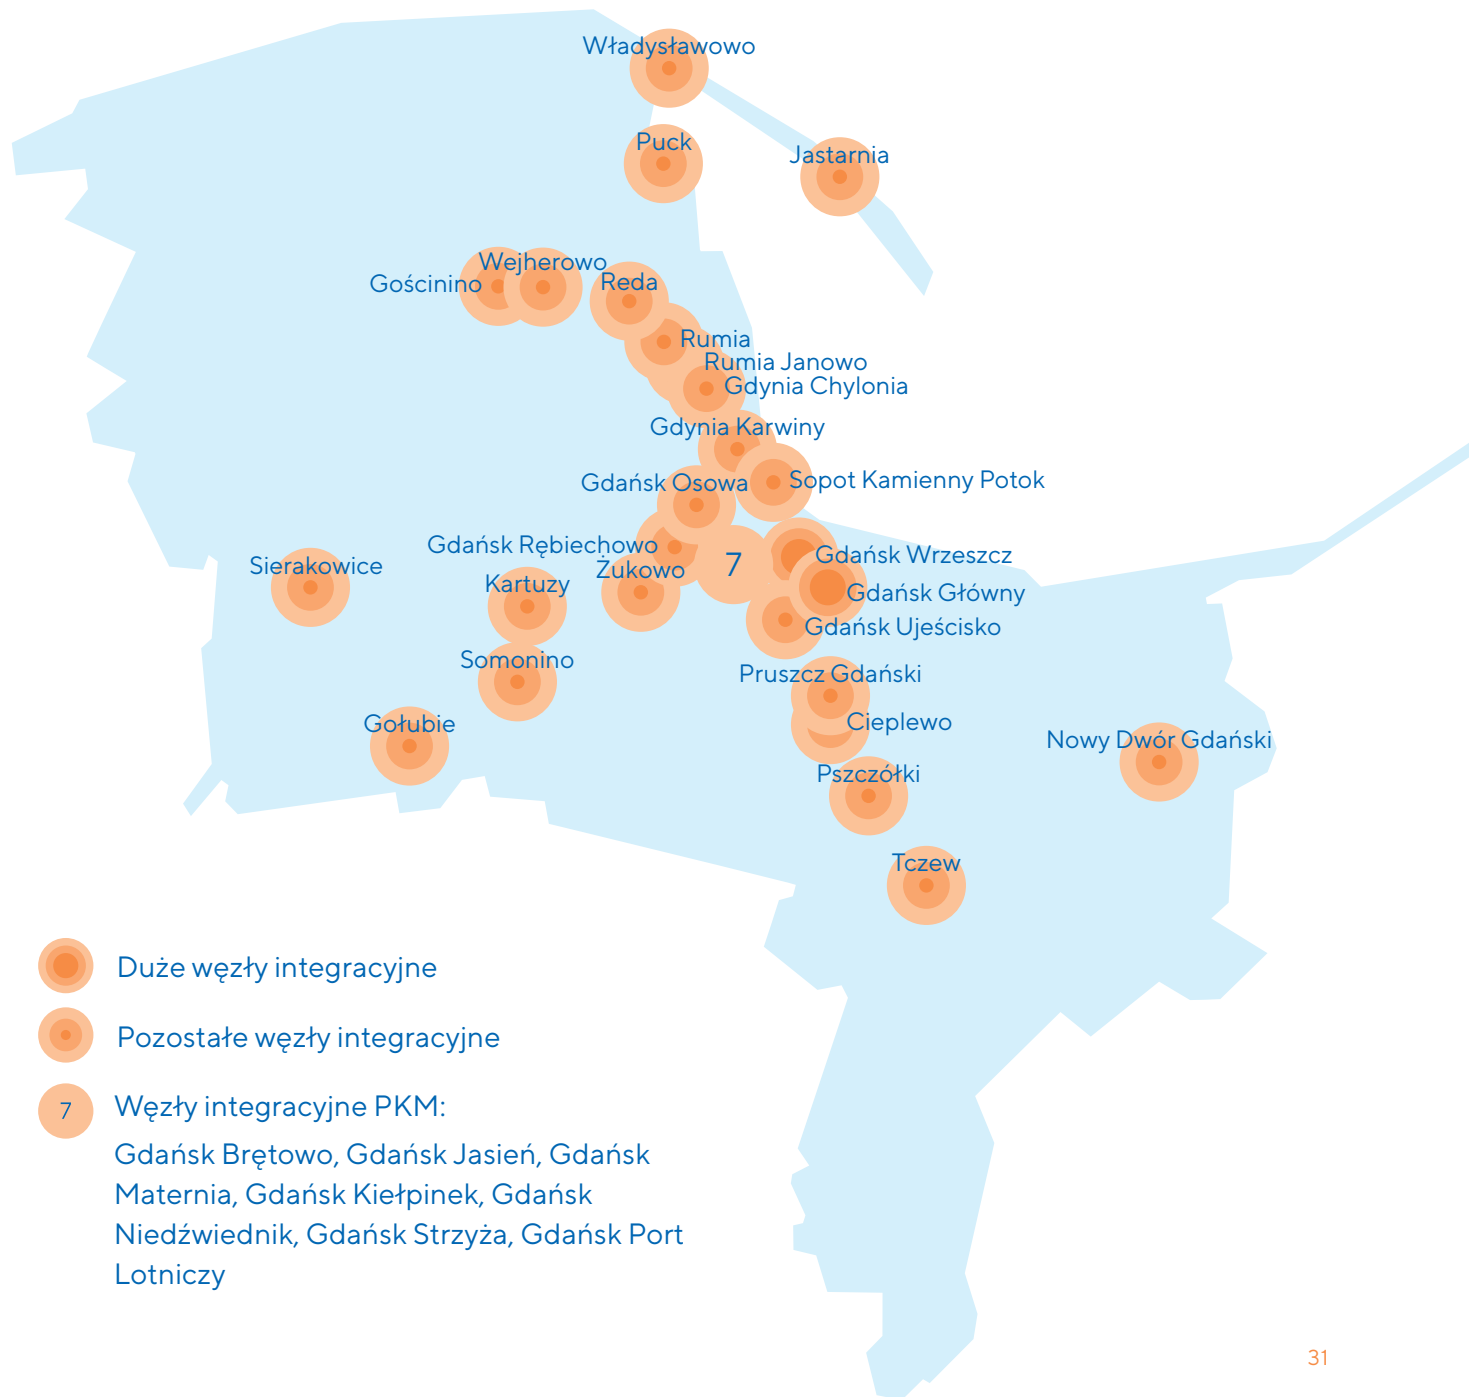 Władysławowo
Puck
Jastarnia
Wejherowo
Gościnino
Reda
Rumia
Rumia Janowo
Gdynia Chylonia
Gdynia Karwiny
Gdańsk Osowa
Sopot Kamienny Potok
Gdańsk Rębiechowo
Gdańsk Wrzeszcz
7
Sierakowice
Żukowo
Kartuzy
Gdańsk Główny
Gdańsk Ujeścisko
Somonino
Pruszcz Gdański
Gołubie
Cieplewo
Nowy Dwór Gdański
Pszczółki
Tczew
Duże węzły integracyjne
Pozostałe węzły integracyjne
7 Węzły integracyjne PKM:
Gdańsk Brętowo, Gdańsk Jasień, Gdańsk
Maternia, Gdańsk Kiełpinek, Gdańsk
Niedźwiednik, Gdańsk Strzyża, Gdańsk Port
Lotniczy
31